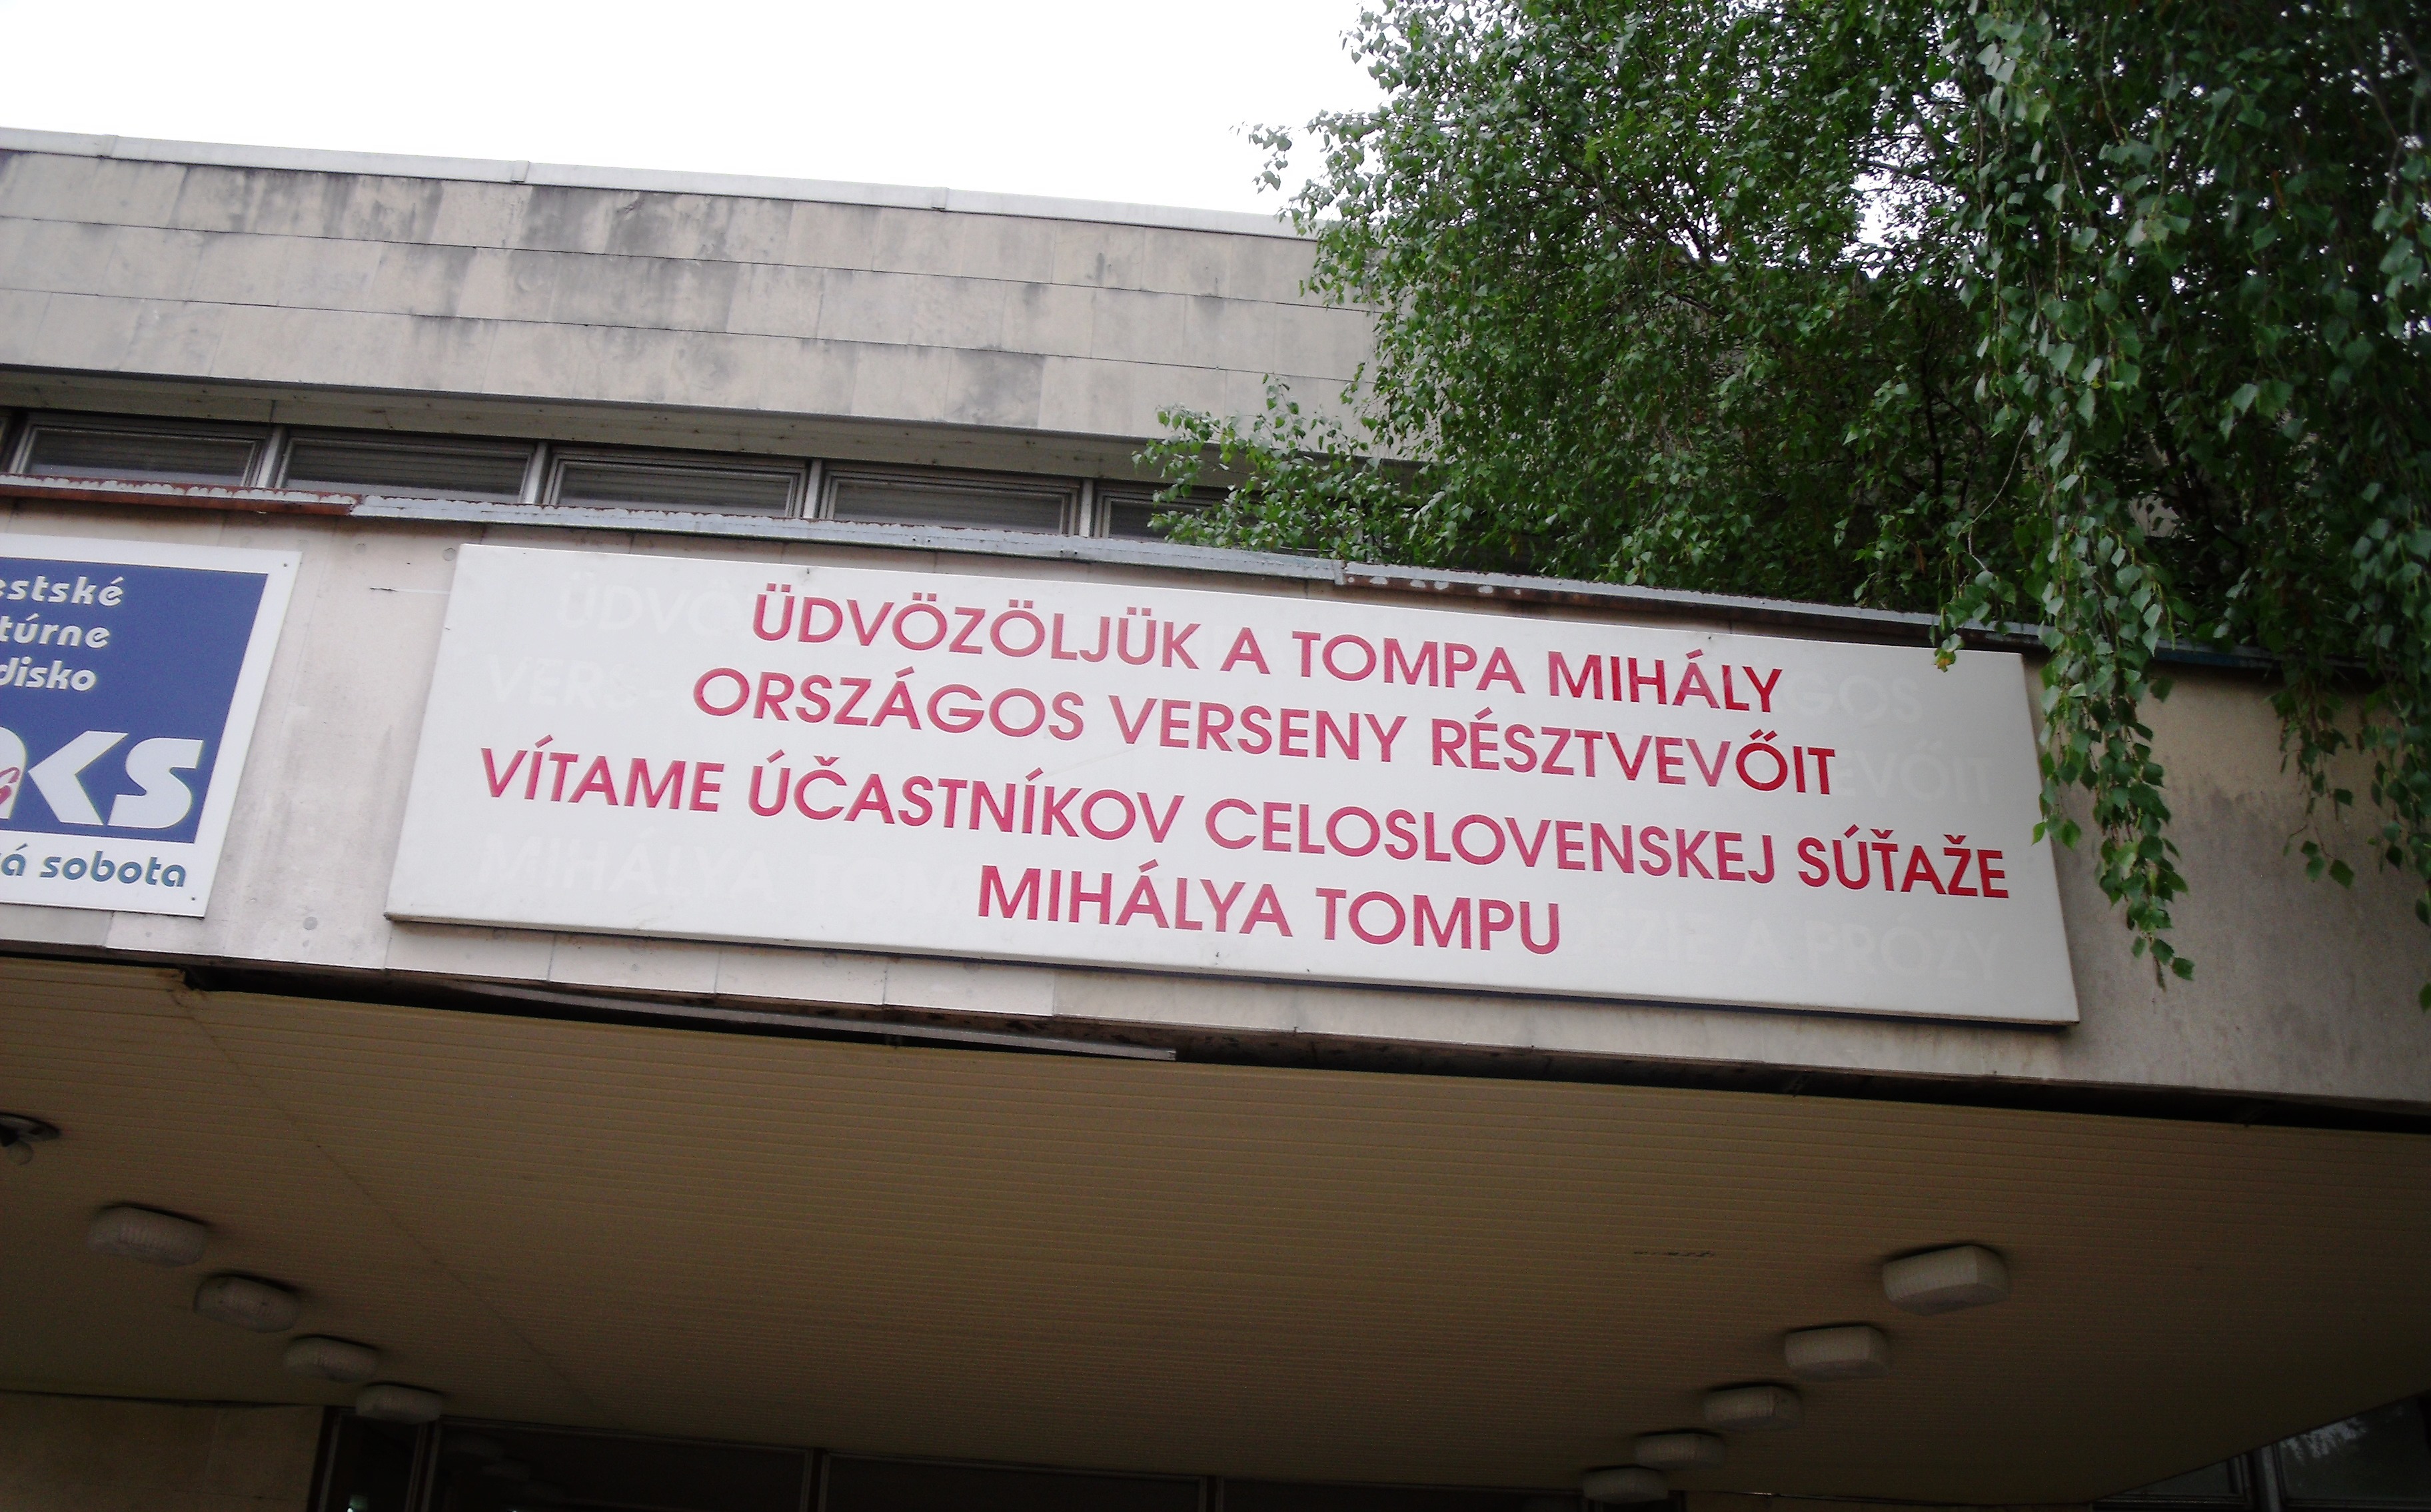 estské
túrne
disko
KS
á sobota
ÜDVÖZÖLJÜK A TOMPA MIHÁLY
ORSZÁGOS VERSENY RÉSZTVEVŐIT
VÍTAME ÚČASTNÍKOV CELOSLOVENSKEJ SÚŤAŽE
MIHÁLYA TOMPU